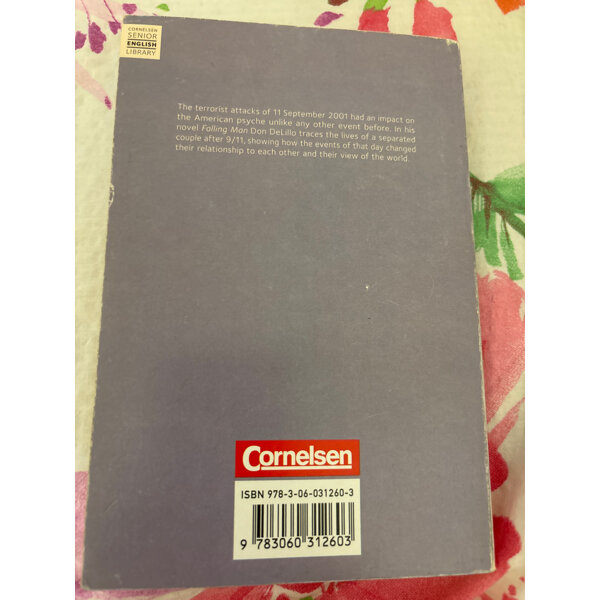 CORNELSEN
SENIOR
ENGLISH
LIBRARY
The terrorist attacks of 11 September 2001 had an impact on
the American psyche unlike any other event before. In his
novel Falling Man Don DeLillo traces the lives of a separated
couple after 9/11, showing how the events of that day changed
their relationship to each other and their view of the world.
Cornelsen
ISBN 978-3-06-031260-3
9 783060 312603